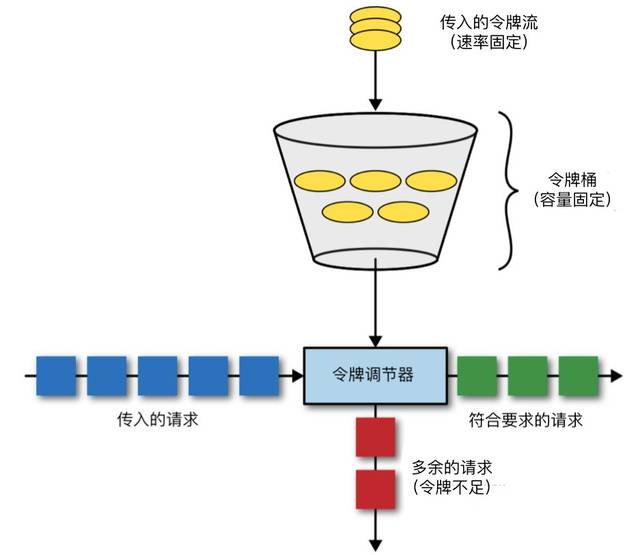 传入的令牌流
（速率固定）
令牌桶
（容量固定）
令牌调节器
传入的请求
符合要求的请求
多余的请求
（令牌不足）